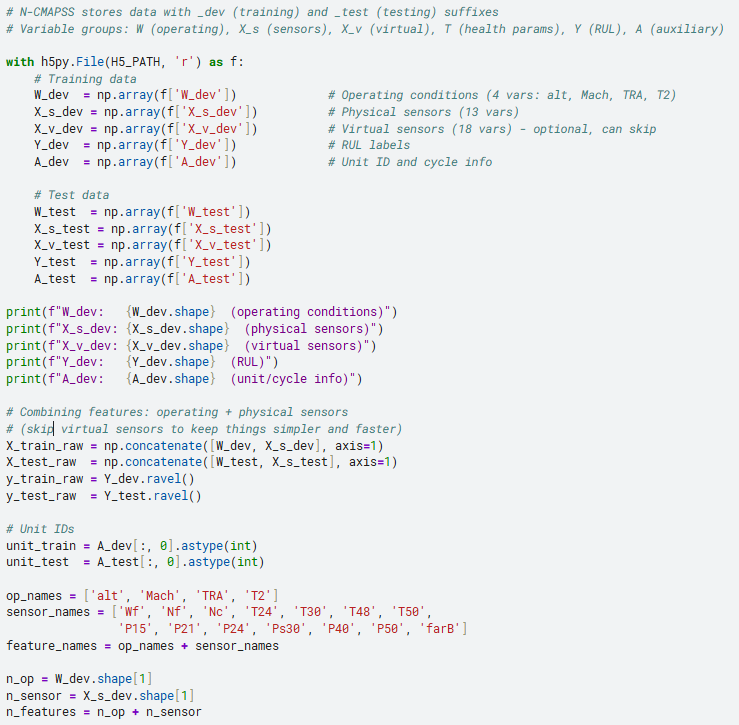 # N-CMAPSS stores data with _dev (training) and _test (testing) suffixes
# Variable groups: W (operating), X_s (sensors), X_v (virtual), T (health params), Y (RUL), A (auxiliary)

with h5py.File(H5_PATH, 'r') as f:
    # Training data
    W_dev  = np.array(f['W_dev'])             # Operating conditions (4 vars: alt, Mach, TRA, T2)
    X_s_dev = np.array(f['X_s_dev'])          # Physical sensors (13 vars)
    X_v_dev = np.array(f['X_v_dev'])          # Virtual sensors (18 vars) - optional, can skip
    Y_dev  = np.array(f['Y_dev'])             # RUL labels
    A_dev  = np.array(f['A_dev'])             # Unit ID and cycle info

    # Test data
    W_test  = np.array(f['W_test'])
    X_s_test = np.array(f['X_s_test'])
    X_v_test = np.array(f['X_v_test'])
    Y_test  = np.array(f['Y_test'])
    A_test  = np.array(f['A_test'])

print(f"W_dev:   {W_dev.shape}  (operating conditions)")
print(f"X_s_dev: {X_s_dev.shape}  (physical sensors)")
print(f"X_v_dev: {X_v_dev.shape}  (virtual sensors)")
print(f"Y_dev:   {Y_dev.shape}  (RUL)")
print(f"A_dev:   {A_dev.shape}  (unit/cycle info)")

# Combining features: operating + physical sensors
# (skip virtual sensors to keep things simpler and faster)
X_train_raw = np.concatenate([W_dev, X_s_dev], axis=1)
X_test_raw  = np.concatenate([W_test, X_s_test], axis=1)
y_train_raw = Y_dev.ravel()
y_test_raw  = Y_test.ravel()

# Unit IDs
unit_train = A_dev[:, 0].astype(int)
unit_test  = A_test[:, 0].astype(int)

op_names = ['alt', 'Mach', 'TRA', 'T2']
sensor_names = ['Wf', 'Nf', 'Nc', 'T24', 'T30', 'T48', 'T50',
                'P15', 'P21', 'P24', 'Ps30', 'P40', 'P50', 'farB']
feature_names = op_names + sensor_names

n_op = W_dev.shape[1]
n_sensor = X_s_dev.shape[1]
n_features = n_op + n_sensor